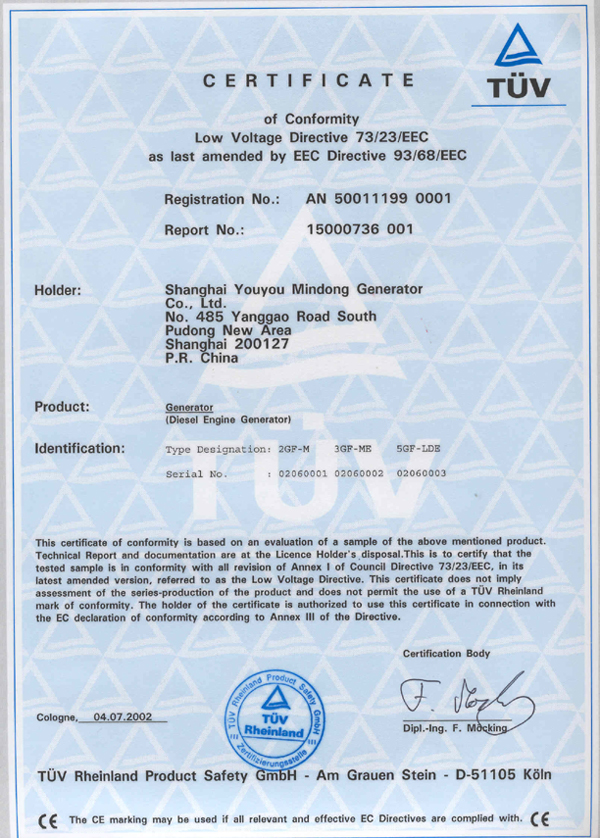 TÜV
CERTIFICATE
of Conformity
Low Voltage Directive 73/23/EEC
as last amended by EEC Directive 93/68/EEC
Registration No.: AN 50011199 0001
Report No.: 15000736 001
Holder: Shanghai Youyou Mindong Generator
Co., Ltd.
No. 485 Yanggao Road South
Pudong New Area
Shanghai 200127
P.R. China
Product: Generator
(Diesel Engine Generator)
Identification: Type Designation: 2GF-M 3GF-ME 5GF-LDE
Serial No. : 02060001 02060002 02060003
TÜV
This certificate of conformity is based on an evaluation of a sample of the above mentioned product.
Technical Report and documentation are at the Licence Holder's disposal.This is to certify that the
tested sample is in conformity with all revision of Annex I of Council Directive 73/23/EEC, in its
latest amended version, referred to as the Low Voltage Directive. This certificate does not imply
assessment of the series-production of the product and does not permit the use of a TÜV Rheinland
mark of conformity. The holder of the certificate is authorized to use this certificate in connection with
the EC declaration of conformity according to Annex III of the Directive.
Certification Body
F. Mocking
Cologne, 04.07.2002
TÜV Rheinland Product Safety GmbH
TÜV
Rheinland
Zertifizierungsstelle
Dipl.-Ing. F. Mocking
TÜV Rheinland Product Safety GmbH - Am Grauen Stein - D-51105 Köln
CE The CE marking may be used if all relevant and effective EC Directives are complied with. CE